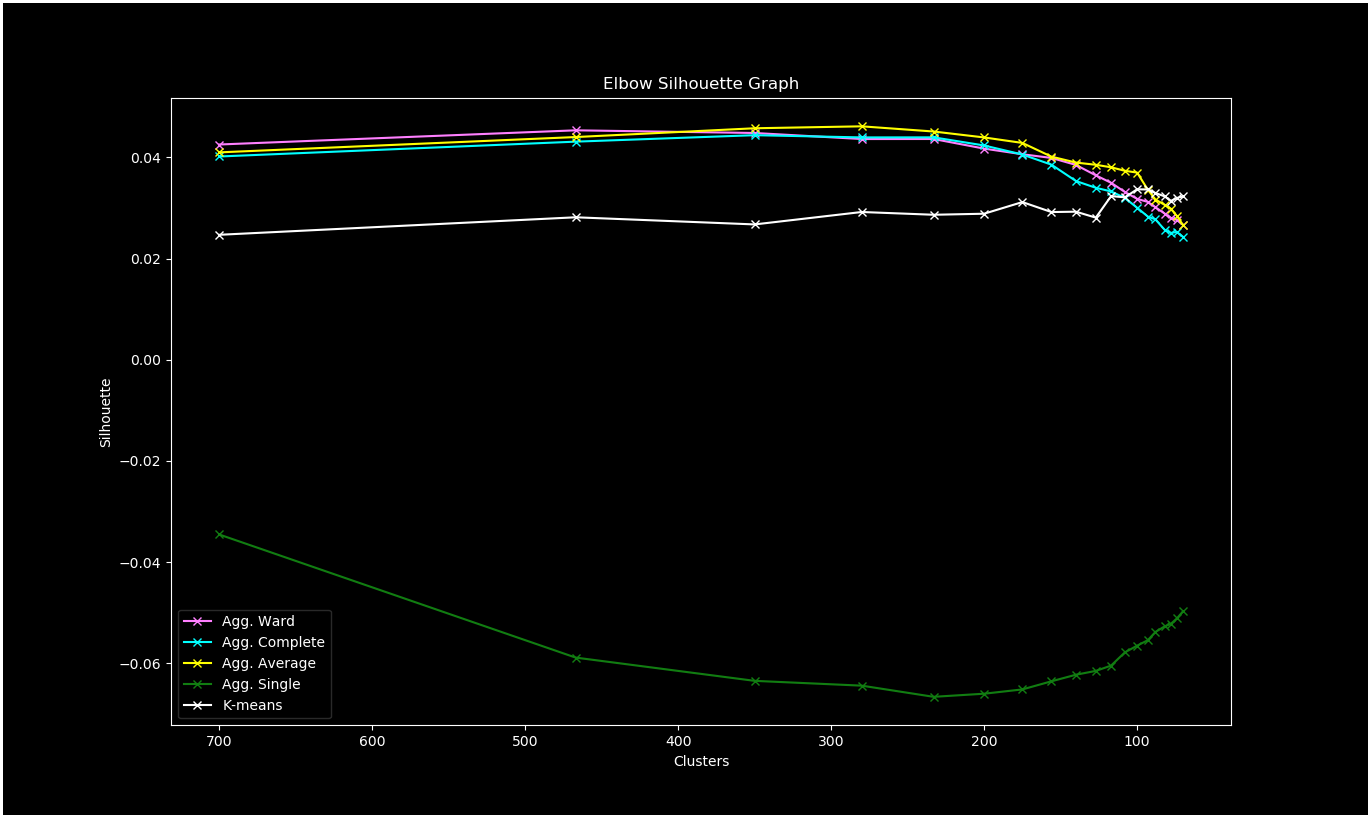 Elbow Silhouette Graph
0.04
0.02
0.00
−0.02
−0.04
−0.06
Silhouette
Agg. Ward
Agg. Complete
Agg. Average
Agg. Single
K-means
700 600 500 400 300 200 100
Clusters